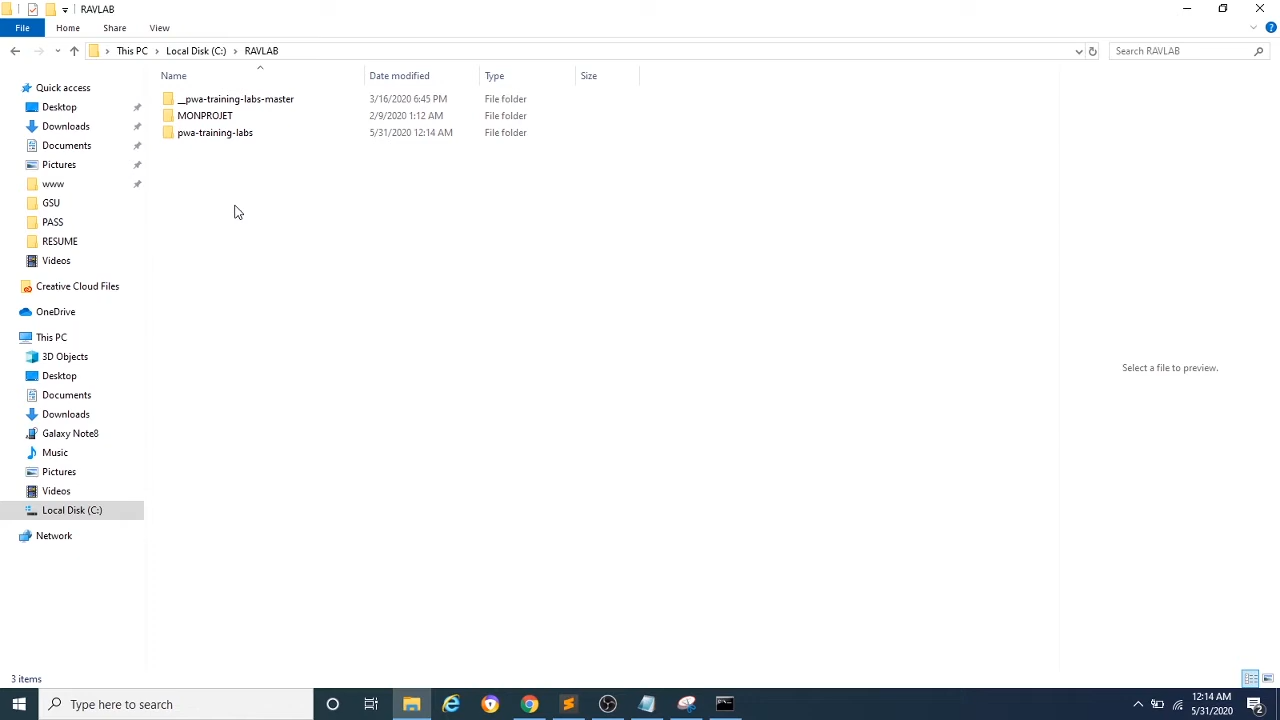 RAVLAB
File Home Share View
This PC Local Disk (C:) RAVLAB Search RAVLAB
Name Date modified Type Size
__pwa-training-labs-master 3/16/2020 6:45 PM File folder
MONPROJET 2/9/2020 1:12 AM File folder
pwa-training-labs 5/31/2020 12:14 AM File folder
Quick access
Desktop
Downloads
Documents
Pictures
www
GSU
PASS
RESUME
Videos
Creative Cloud Files
OneDrive
This PC
3D Objects
Desktop
Documents
Downloads
Galaxy Note8
Music
Pictures
Videos
Local Disk (C:)
Network
Select a file to preview.
3 items
Type here to search
12:14 AM
5/31/2020
2